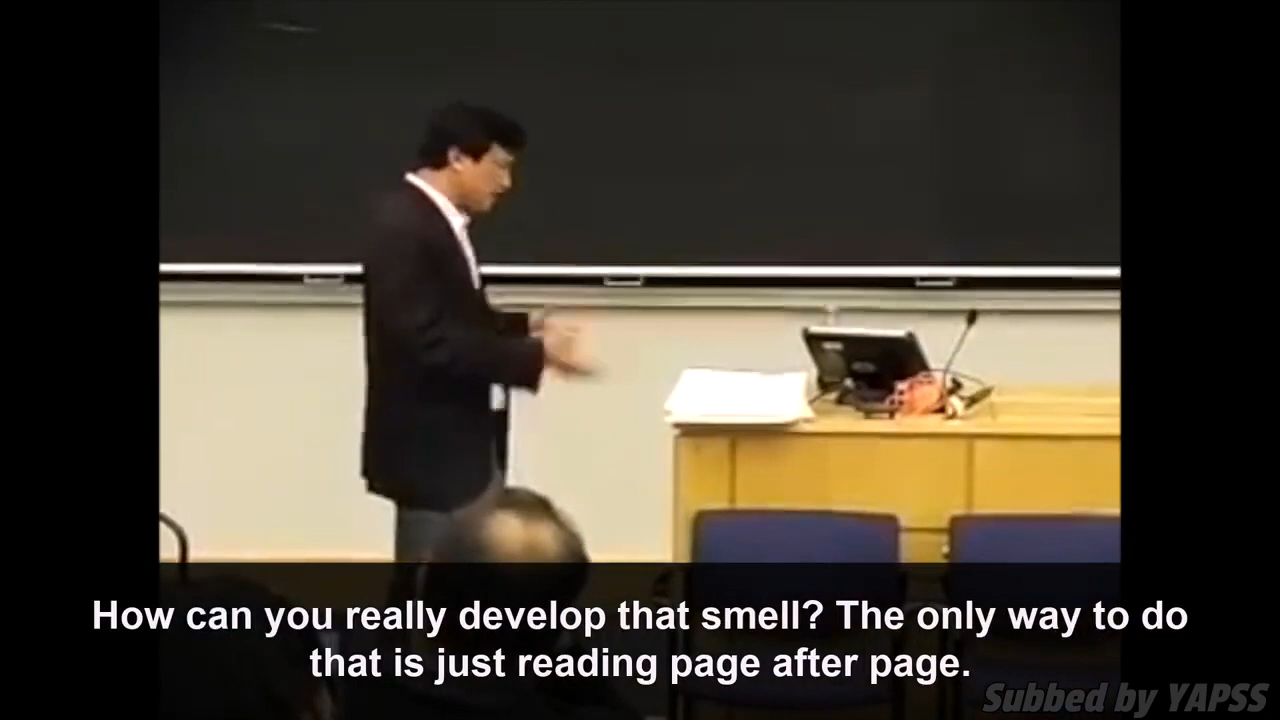 How can you really develop that smell? The only way to do
that is just reading page after page.
Subbed by YAPSS